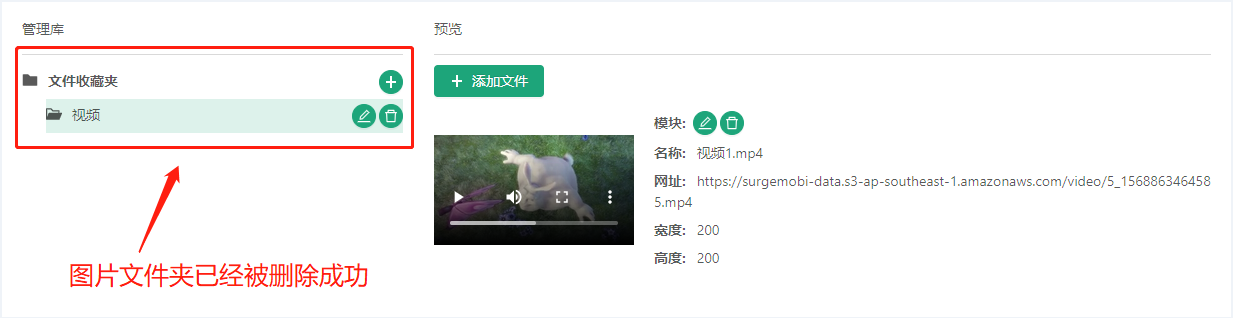 管理库
文件收藏夹
视频
图片文件夹已经被删除成功
预览
添加文件
模块:
名称: 视频1.mp4
网址: https://surgemobi-data.s3-ap-southeast-1.amazonaws.com/video/5_156886346458
5.mp4
宽度: 200
高度: 200